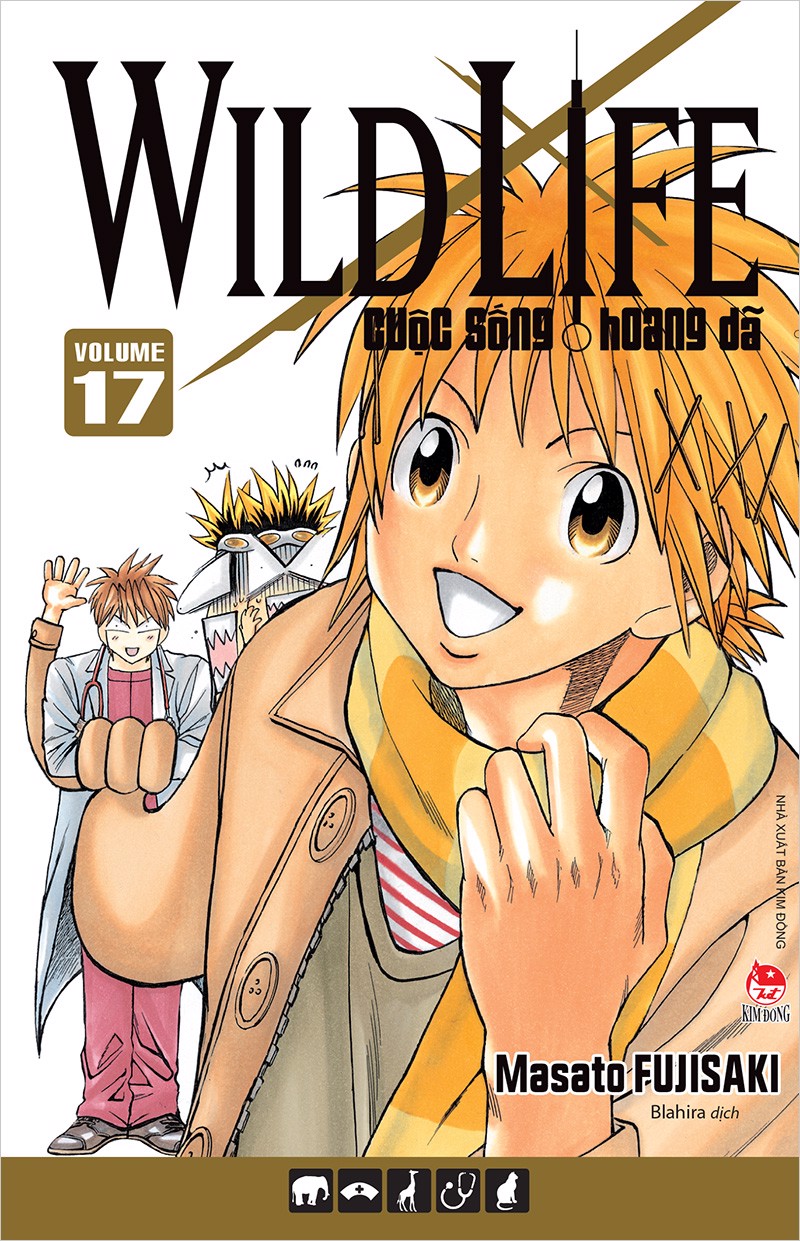 WILD LIFE
Cuộc sống hoang dã
VOLUME
17
NHÀ XUẤT BẢN KIM ĐỒNG
KIM ĐỒNG
Masato FUJISAKI
Blahira dịch